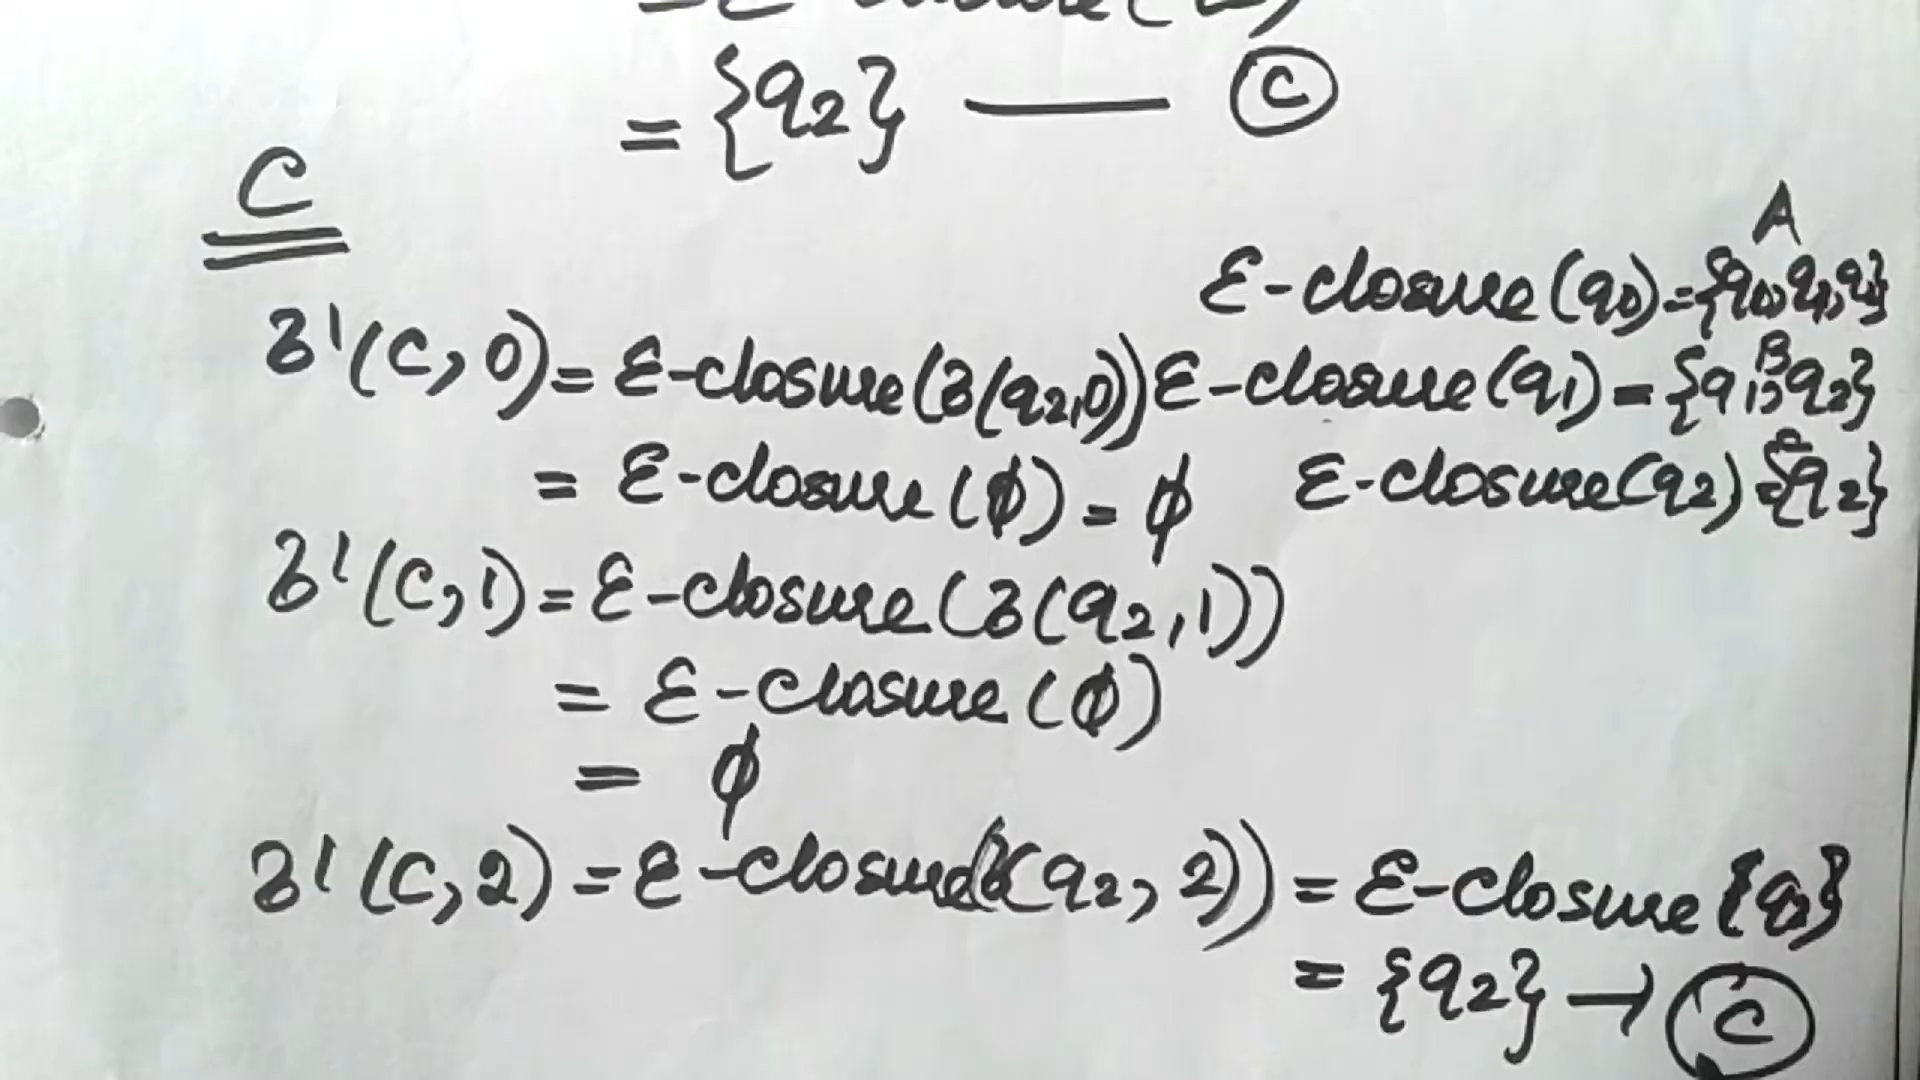 = {q2} — C
C
A
ε-closure(q0)={q0,q1,q2}
δ'(C,0)= ε-closure(δ(q2,0))
B
ε-closure(q1)={q1,q2}
= ε-closure(ϕ)=ϕ
C
ε-closure(q2)={q2}
δ'(C,1)=ε-closure(δ(q2,1))
= ε-closure(ϕ)
= ϕ
δ'(C,2)=ε-closure(δ(q2,2))=ε-closure{q2}
= {q2} → C